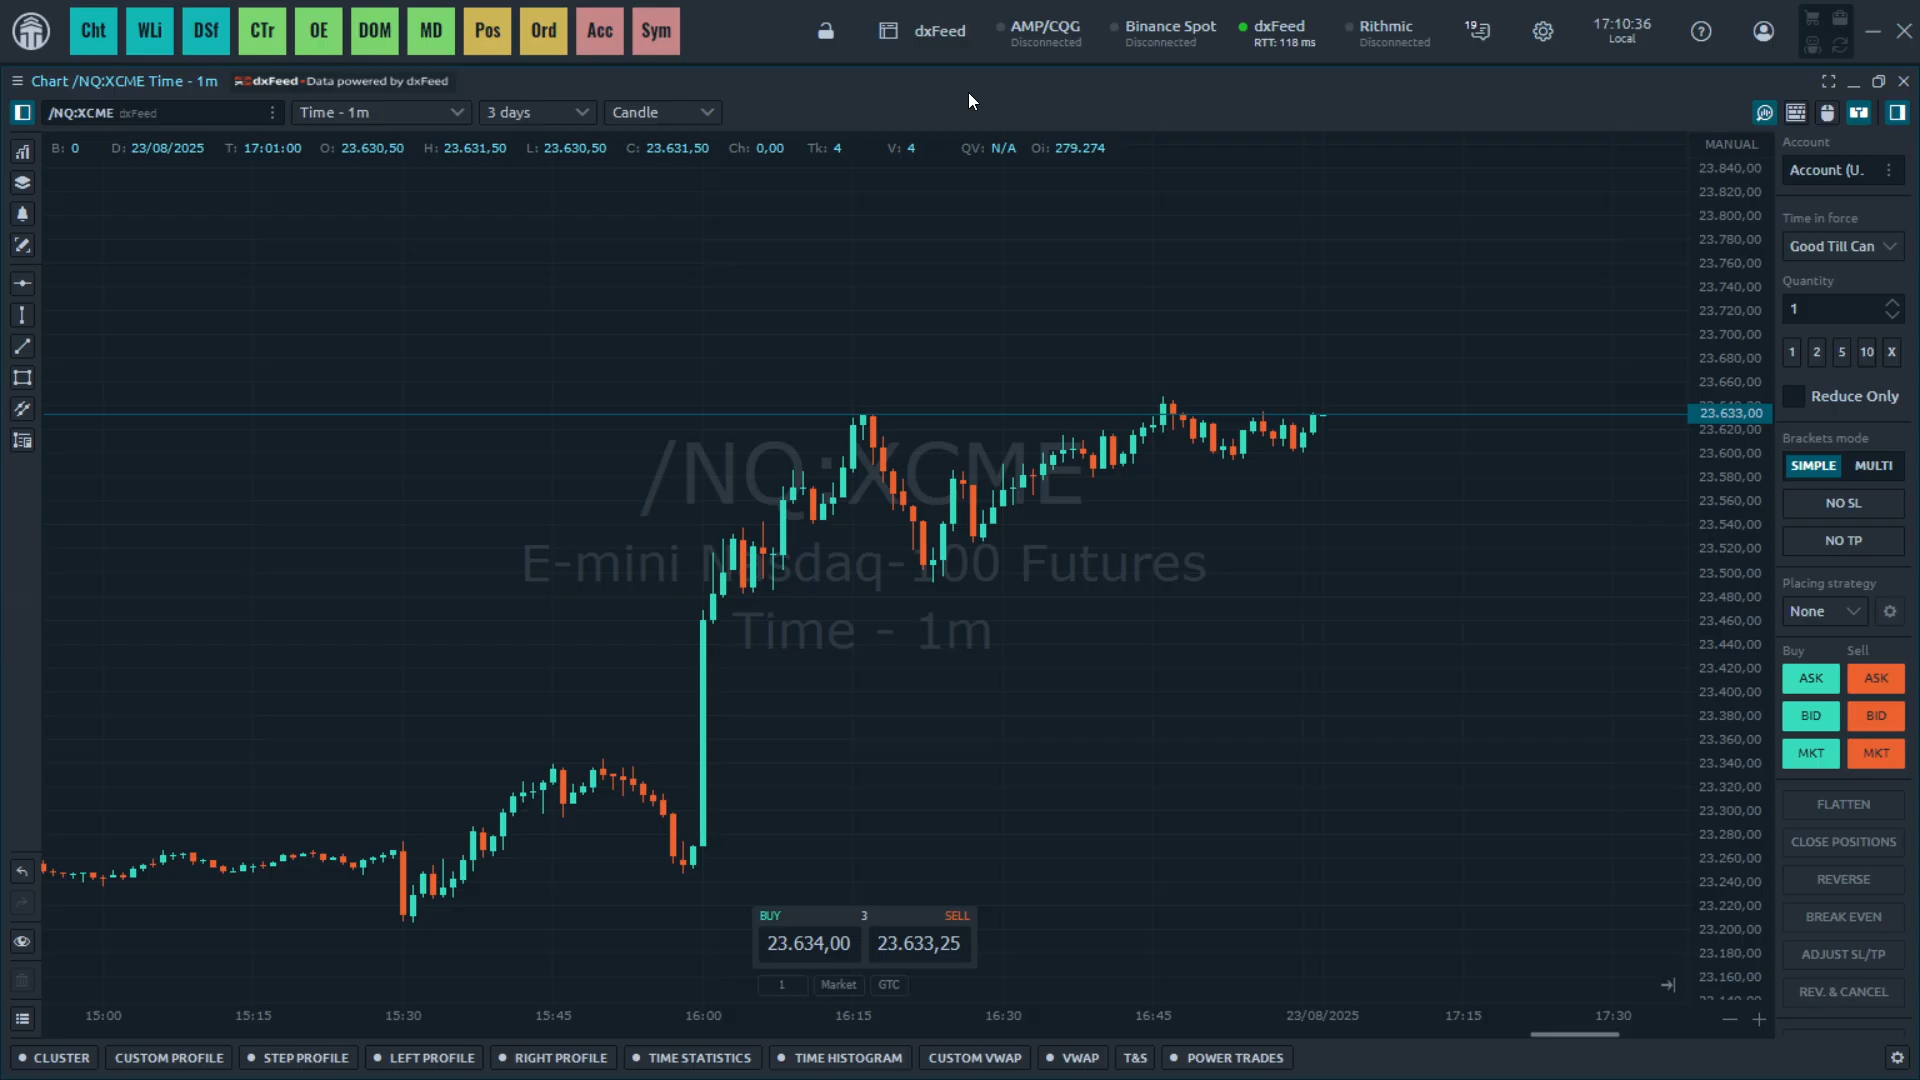 Cht WLi DSf CTr OE DOM MD Pos Ord Acc Sym
dxFeed
AMP/CQG
Disconnected
Binance Spot
Disconnected
dxFeed
RTT: 118 ms
Rithmic
Disconnected
19
17:10:36
Local
Chart /NQ:XCME Time - 1m
dxFeed Data powered by dxFeed
/NQ:XCME dxFeed
Time - 1m
3 days
Candle
B: 0 D: 23/08/2025 T: 17:01:00 O: 23.630,50 H: 23.631,50 L: 23.630,50 C: 23.631,50 Ch: 0,00 Tk: 4 V: 4 QV: N/A Oi: 279.274
/NQ:XCME
E-mini Nasdaq-100 Futures
Time - 1m
MANUAL
23.840,00
23.820,00
23.800,00
23.780,00
23.760,00
23.740,00
23.720,00
23.700,00
23.680,00
23.660,00
23.633,00
23.620,00
23.600,00
23.580,00
23.560,00
23.540,00
23.520,00
23.500,00
23.480,00
23.460,00
23.440,00
23.420,00
23.400,00
23.380,00
23.360,00
23.340,00
23.320,00
23.300,00
23.280,00
23.260,00
23.240,00
23.220,00
23.200,00
23.180,00
23.160,00
BUY 3 SELL
23.634,00 23.633,25
1 Market GTC
15:00 15:15 15:30 15:45 16:00 16:15 16:30 16:45 23/08/2025 17:15 17:30
Account
Account (U.
Time in force
Good Till Can
Quantity
1
1 2 5 10 X
Reduce Only
Brackets mode
SIMPLE MULTI
NO SL
NO TP
Placing strategy
None
Buy Sell
ASK ASK
BID BID
MKT MKT
FLATTEN
CLOSE POSITIONS
REVERSE
BREAK EVEN
ADJUST SL/TP
REV. & CANCEL
CLUSTER CUSTOM PROFILE STEP PROFILE LEFT PROFILE RIGHT PROFILE TIME STATISTICS TIME HISTOGRAM CUSTOM VWAP VWAP T&S POWER TRADES